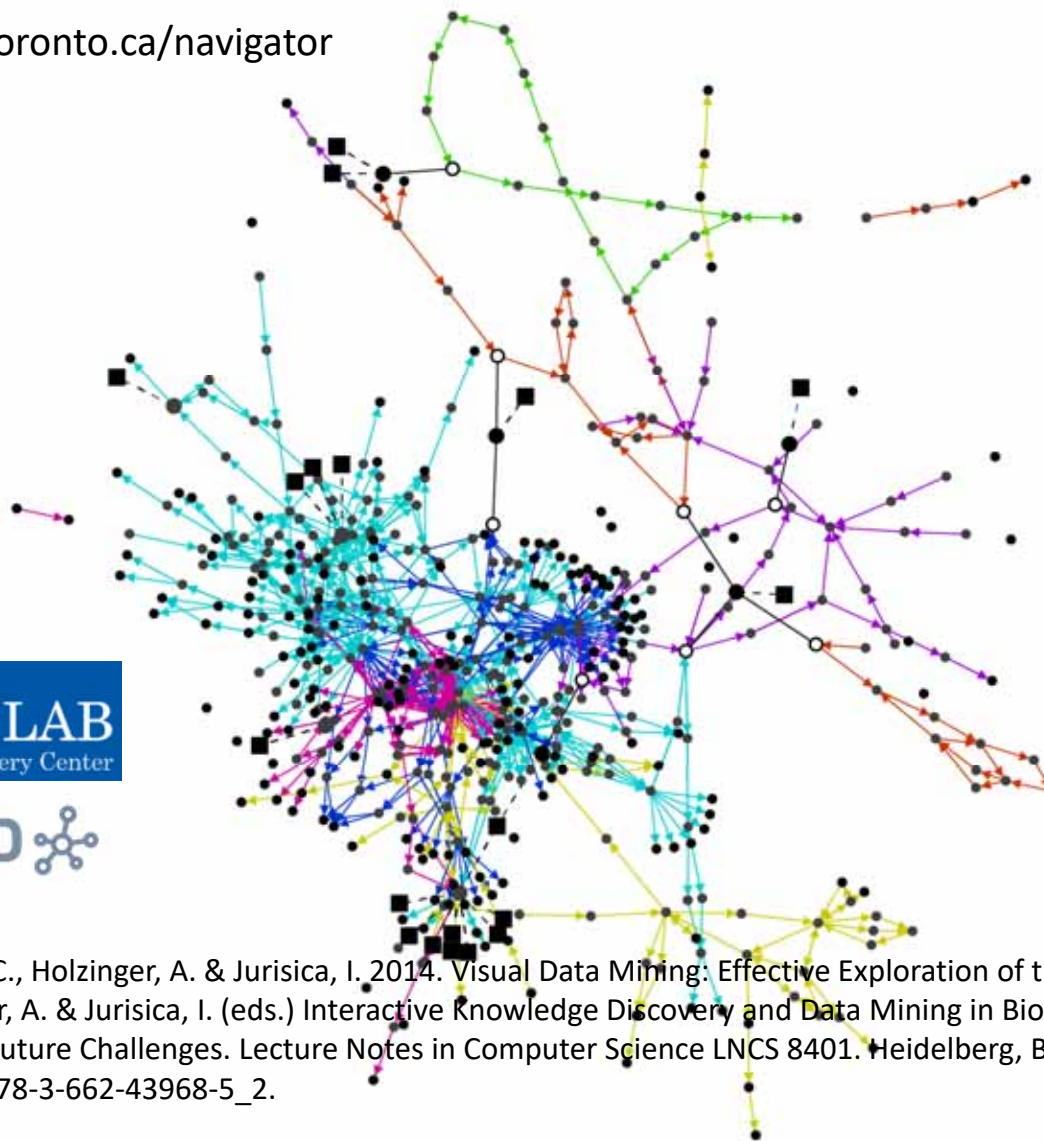 oronto.ca/navigator
LAB
ery Center
C., Holzinger, A. & Jurisica, I. 2014. Visual Data Mining: Effective Exploration of t
r, A. & Jurisica, I. (eds.) Interactive Knowledge Discovery and Data Mining in Bio
uture Challenges. Lecture Notes in Computer Science LNCS 8401. Heidelberg, B
78-3-662-43968-5_2.